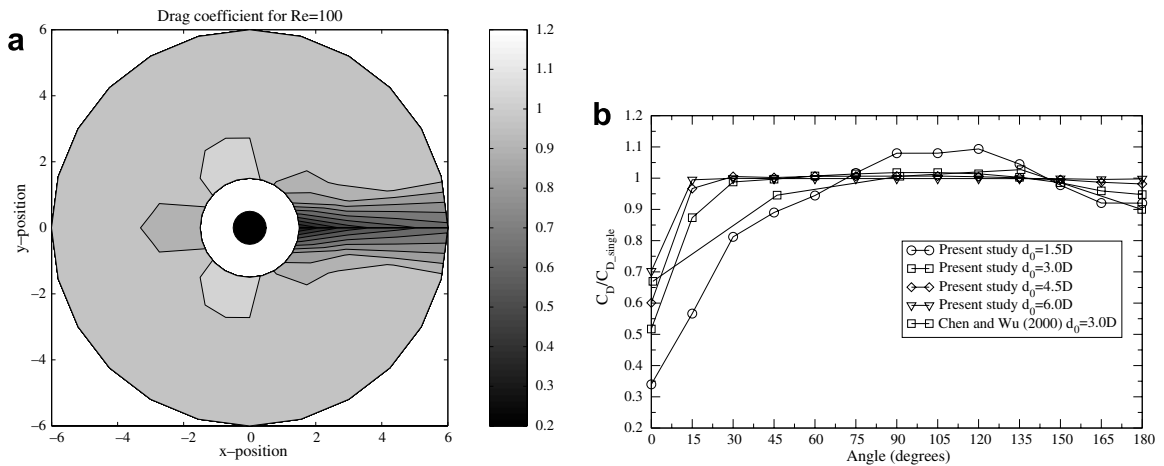 a
Drag coefficient for Re=100
6
4
2
0
−2
−4
−6
y–position
−6 −4 −2 0 2 4 6
x–position
1.2
1.1
1
0.9
0.8
0.7
0.6
0.5
0.4
0.3
0.2
b
1.2
1.1
1
0.9
0.8
0.7
0.6
0.5
0.4
0.3
0.2
C_D/C_D_single
Present study d_0=1.5D
Present study d_0=3.0D
Present study d_0=4.5D
Present study d_0=6.0D
Chen and Wu (2000) d_0=3.0D
0 15 30 45 60 75 90 105 120 135 150 165 180
Angle (degrees)